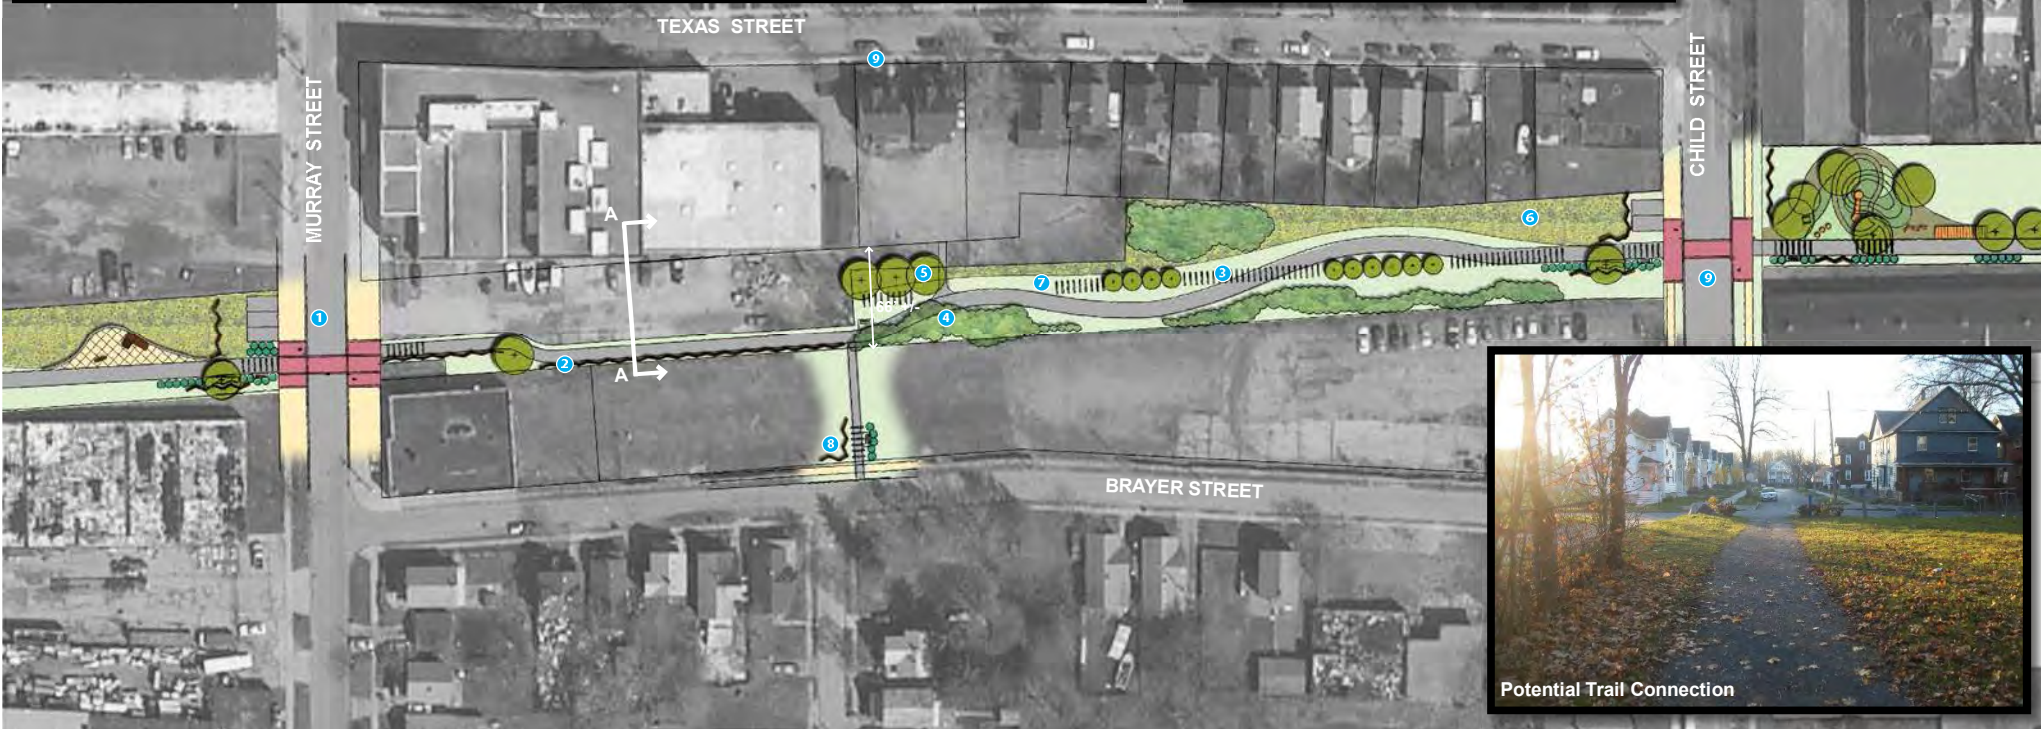 TEXAS STREET
9
MURRAY STREET
CHILD STREET
A
6
5
3
7
9
1
4
2
A
8
BRAYER STREET
Potential Trail Connection